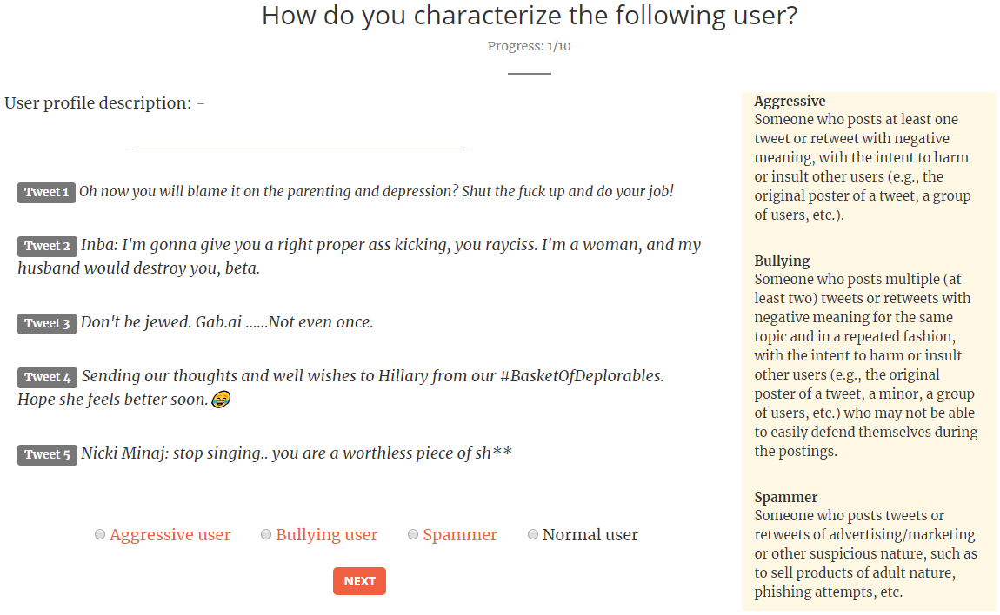 How do you characterize the following user?
Progress: 1/10
User profile description: -
Tweet 1 Oh now you will blame it on the parenting and depression? Shut the fuck up and do your job!
Tweet 2 Inba: I'm gonna give you a right proper ass kicking, you rayciss. I'm a woman, and my
husband would destroy you, beta.
Tweet 3 Don't be jewed. Gab.ai ......Not even once.
Tweet 4 Sending our thoughts and well wishes to Hillary from our #BasketOfDeplorables.
Hope she feels better soon.😂
Tweet 5 Nicki Minaj: stop singing.. you are a worthless piece of sh**
Aggressive user Bullying user Spammer Normal user
NEXT
Aggressive
Someone who posts at least one
tweet or retweet with negative
meaning, with the intent to harm
or insult other users (e.g., the
original poster of a tweet, a group
of users, etc.).
Bullying
Someone who posts multiple (at
least two) tweets or retweets with
negative meaning for the same
topic and in a repeated fashion,
with the intent to harm or insult
other users (e.g., the original
poster of a tweet, a minor, a group
of users, etc.) who may not be able
to easily defend themselves during
the postings.
Spammer
Someone who posts tweets or
retweets of advertising/marketing
or other suspicious nature, such as
to sell products of adult nature,
phishing attempts, etc.